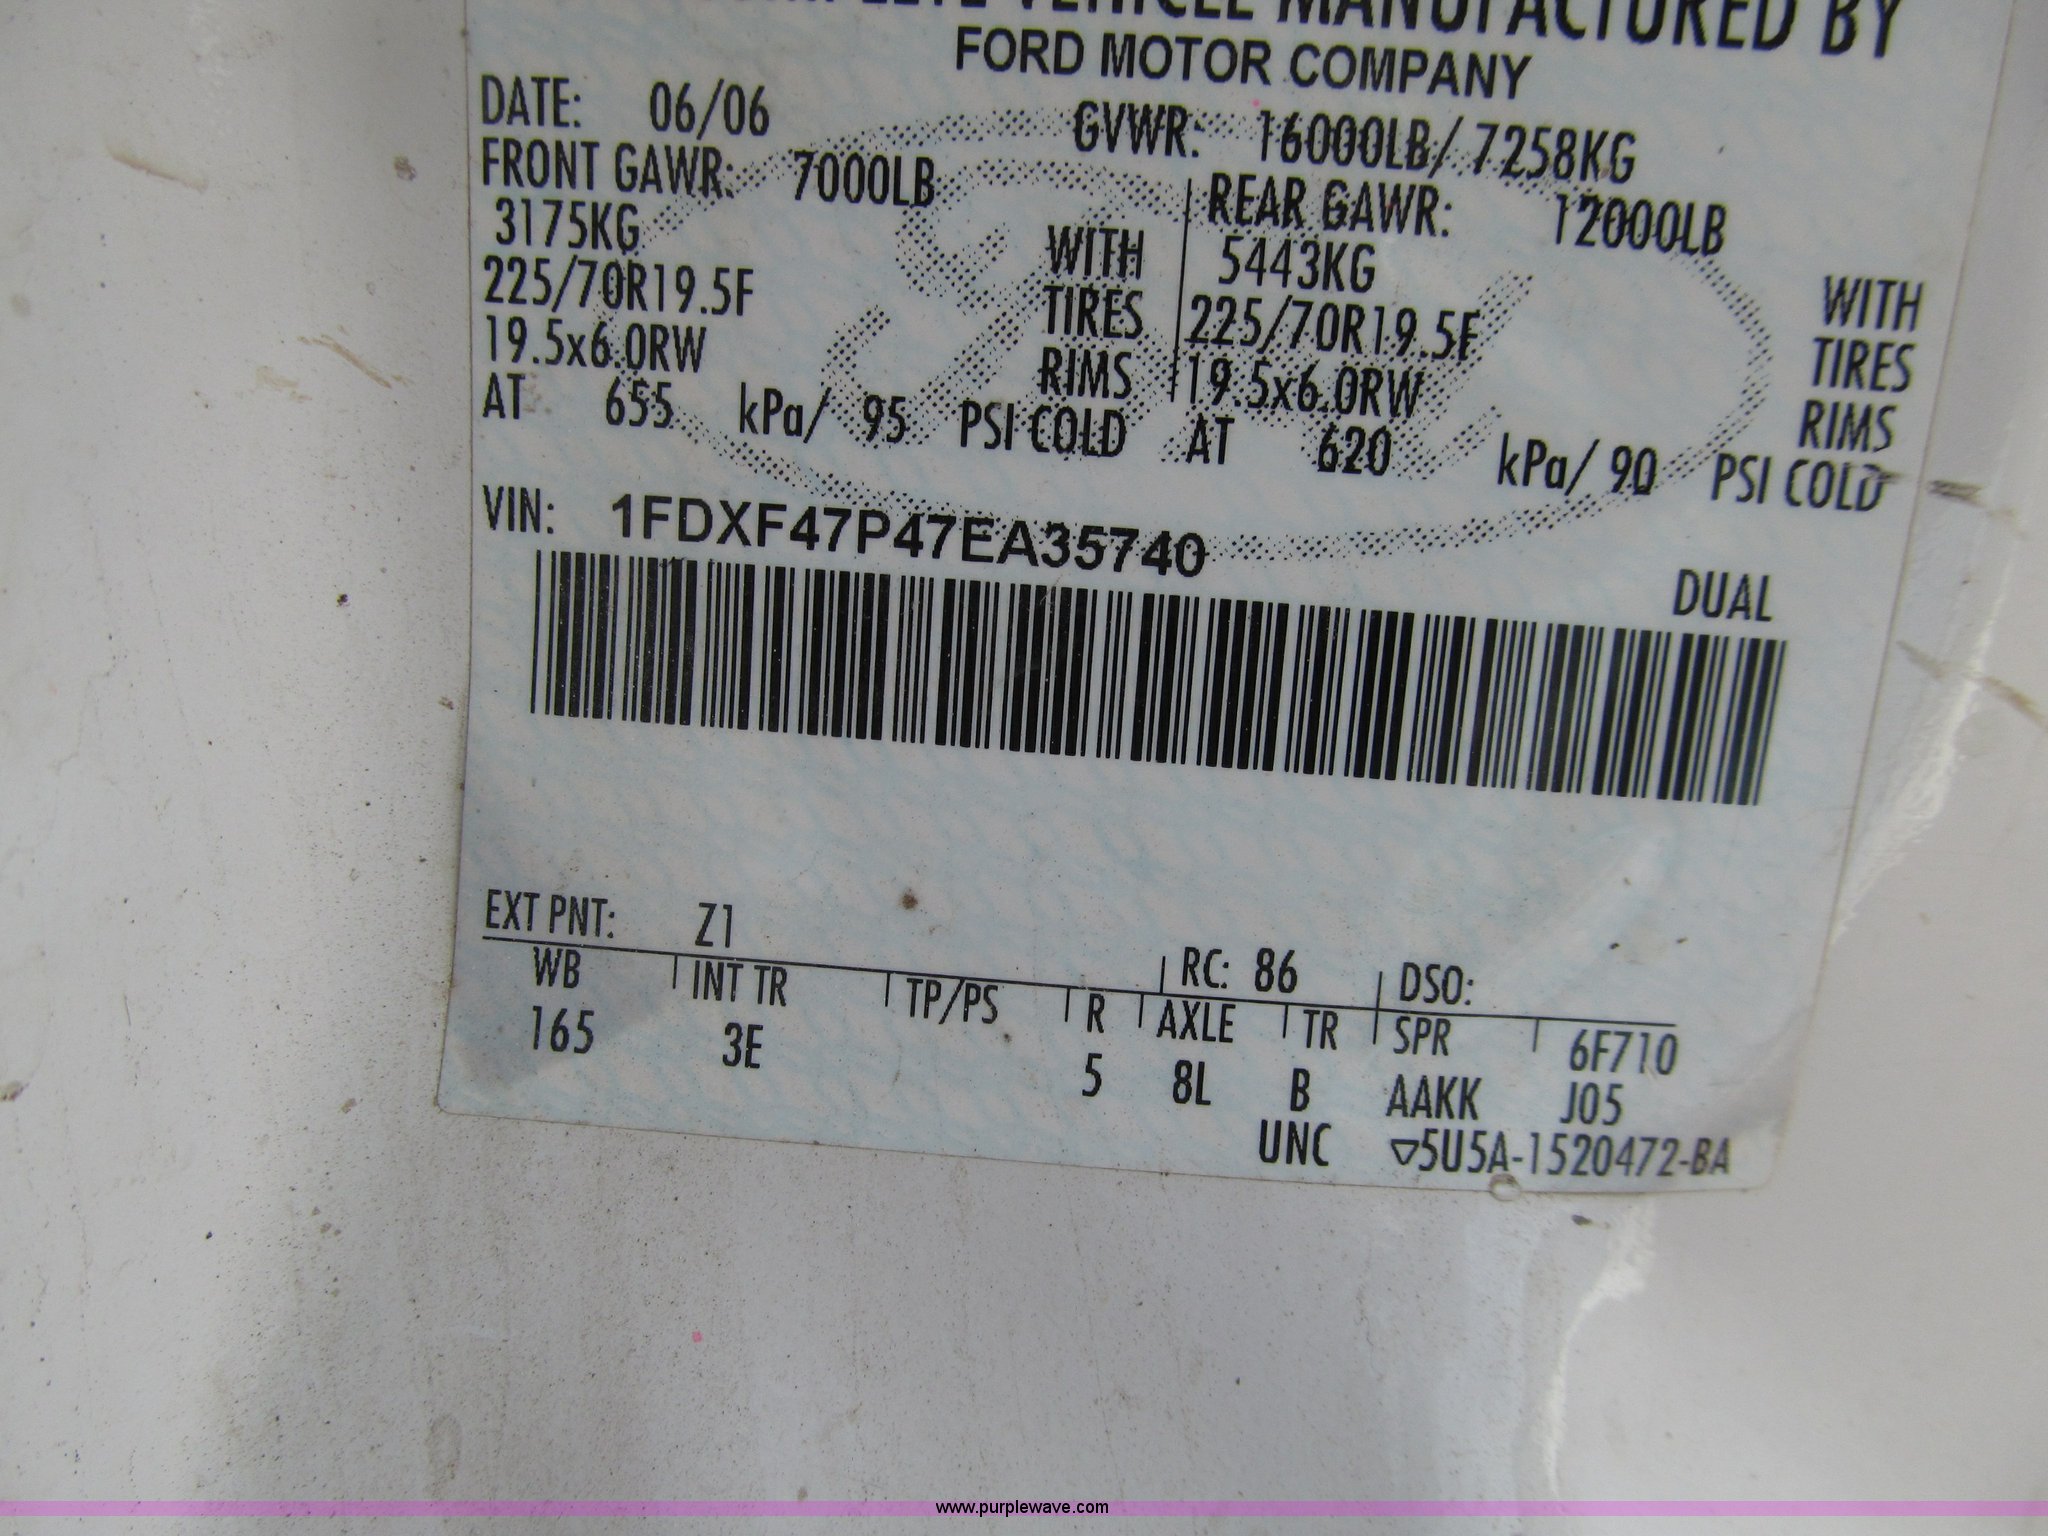 VEHICLE MANUFACTURED BY
FORD MOTOR COMPANY
DATE: 06/06 GVWR: 16000LB/ 7258KG
FRONT GAWR: 7000LB REAR GAWR: 12000LB
3175KG WITH 5443KG WITH
225/70R19.5F TIRES 225/70R19.5F TIRES
19.5x6.0RW RIMS 19.5x6.0RW RIMS
AT 655 kPa/ 95 PSI COLD AT 620 kPa/ 90 PSI COLD
VIN: 1FDXF47P47EA35740
DUAL
EXT PNT: Z1 RC: 86 DSO:
WB INT TR TP/PS R AXLE TR SPR 6F710
165 3E 5 8L B AAKK J05
UNC ▽5U5A-1520472-BA
www.purplewave.com